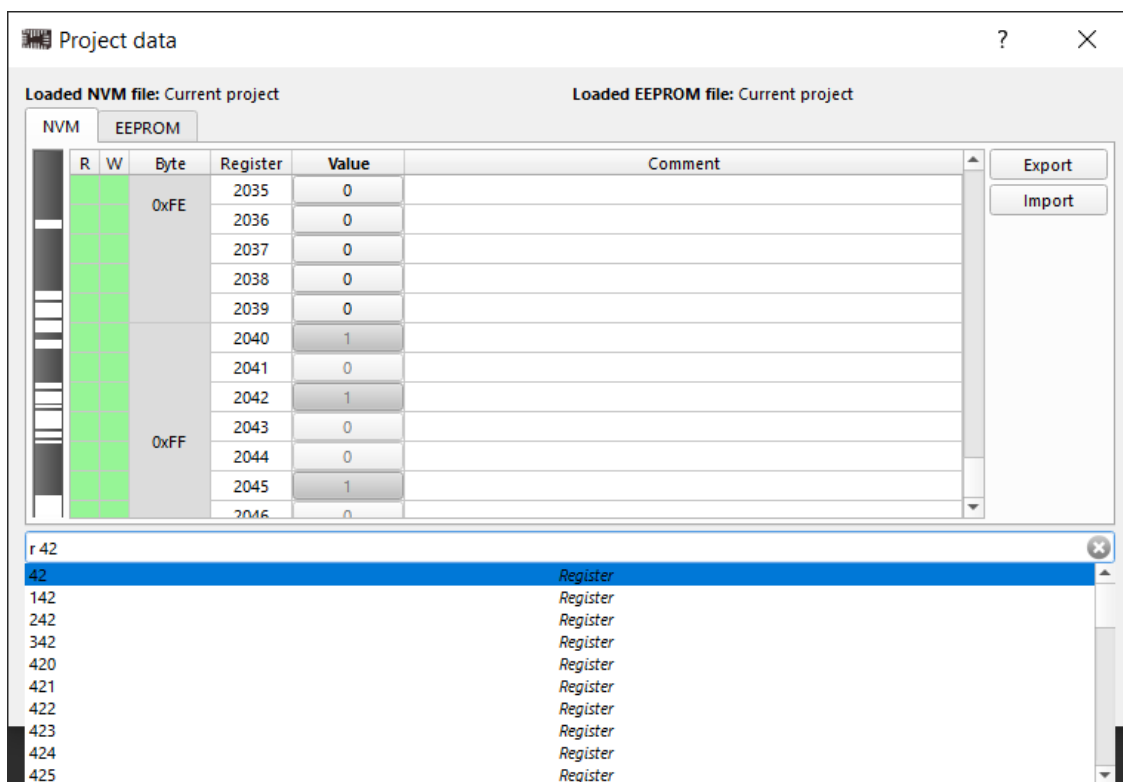 Project data ?
Loaded NVM file: Current project Loaded EEPROM file: Current project
NVM EEPROM
R W Byte Register Value Comment Export
Import
0xFE
2035 0
2036 0
2037 0
2038 0
2039 0
2040 1
2041 0
2042 1
0xFF
2043 0
2044 0
2045 1
2046 0
r 42
42 Register
142 Register
242 Register
342 Register
420 Register
421 Register
422 Register
423 Register
424 Register
425 Register